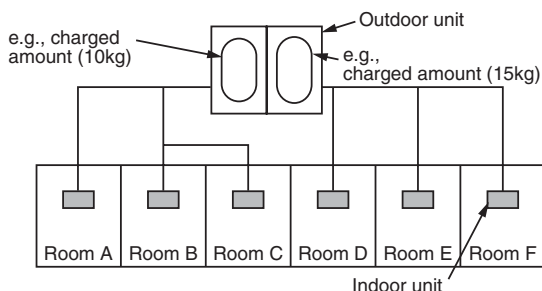 Outdoor unit
e.g., charged
amount (10kg)
e.g.,
charged amount (15kg)
Room A
Room B
Room C
Room D
Room E
Room F
Indoor unit